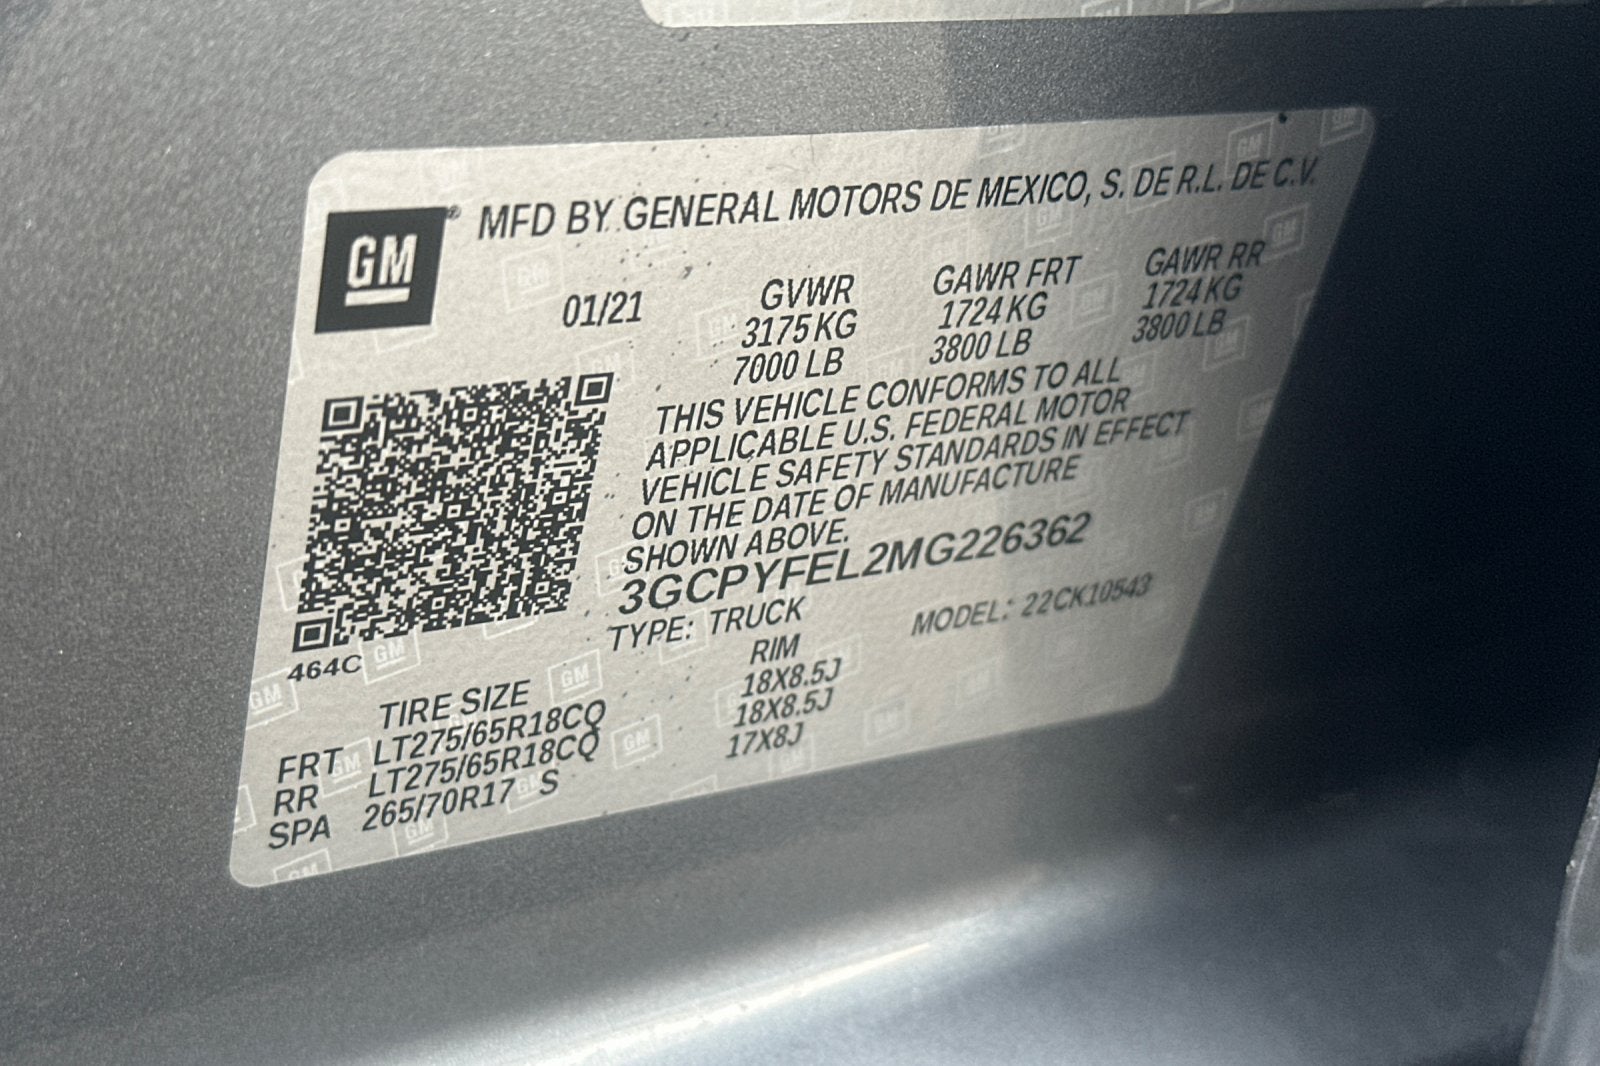 GM® MFD BY GENERAL MOTORS DE MEXICO, S. DE R.L. DE C.V.
01/21 GVWR GAWR FRT GAWR RR
3175 KG 1724 KG 1724 KG
7000 LB 3800 LB 3800 LB
THIS VEHICLE CONFORMS TO ALL
APPLICABLE U.S. FEDERAL MOTOR
VEHICLE SAFETY STANDARDS IN EFFECT
ON THE DATE OF MANUFACTURE
SHOWN ABOVE.
3GCPYFEL2MG226362
TYPE: TRUCK MODEL: 22CK10543
464C
TIRE SIZE RIM
FRT LT275/65R18CQ 18X8.5J
RR LT275/65R18CQ 18X8.5J
SPA 265/70R17 S 17X8J